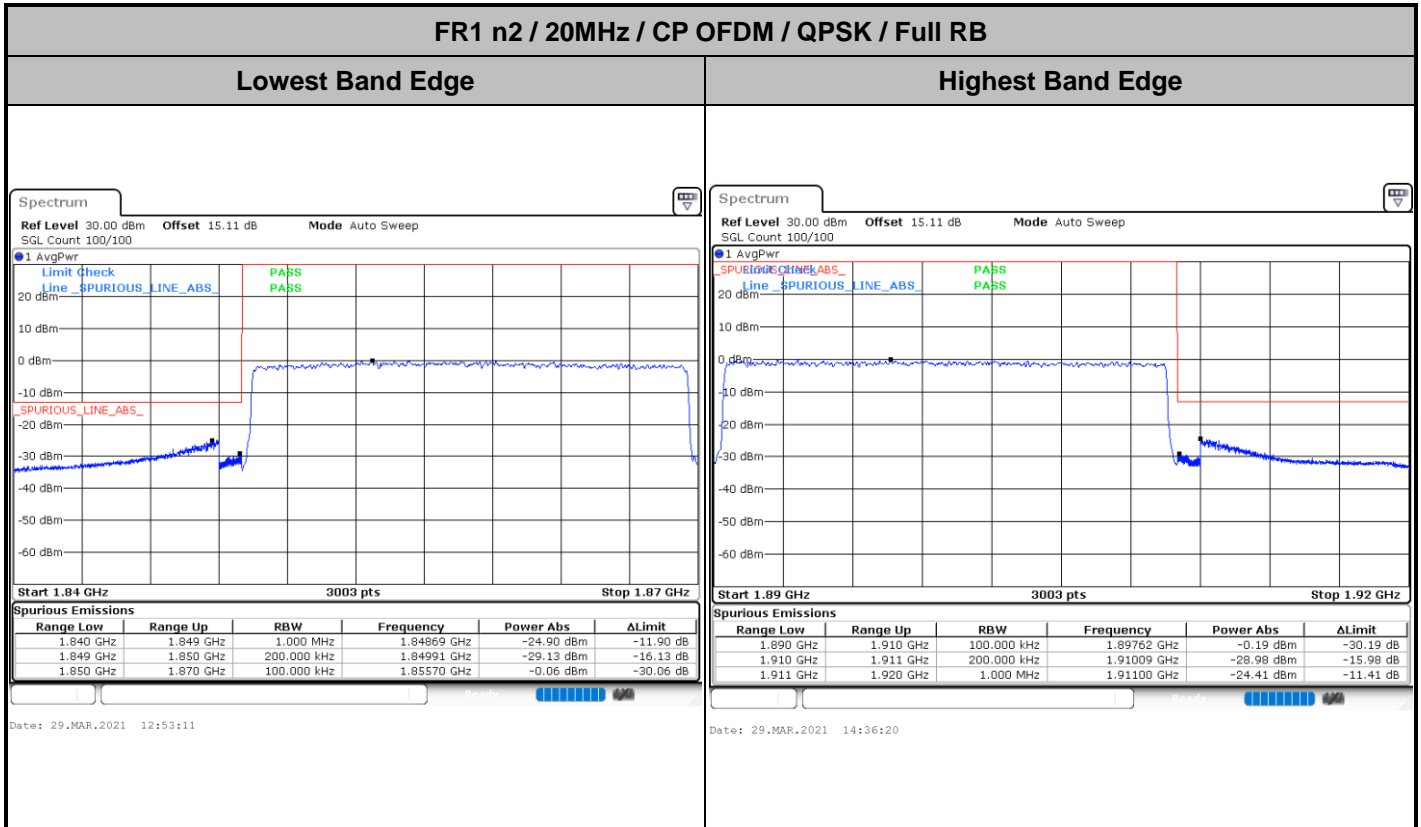 FR1 n2 / 20MHz / CP OFDM / QPSK / Full RB
Lowest Band Edge
Highest Band Edge
Spectrum
Ref Level 30.00 dBm Offset 15.11 dB Mode Auto Sweep
SGL Count 100/100
1 AvgPwr
Limit Check PASS
Line _SPURIOUS_LINE_ABS_ PASS
20 dBm
10 dBm
0 dBm
-10 dBm
_SPURIOUS_LINE_ABS_
-20 dBm
-30 dBm
-40 dBm
-50 dBm
-60 dBm
Start 1.84 GHz 3003 pts Stop 1.87 GHz
Spurious Emissions
Range Low Range Up RBW Frequency Power Abs ΔLimit
1.840 GHz 1.849 GHz 1.000 MHz 1.84869 GHz -24.90 dBm -11.90 dB
1.849 GHz 1.850 GHz 200.000 kHz 1.84991 GHz -29.13 dBm -16.13 dB
1.850 GHz 1.870 GHz 100.000 kHz 1.85570 GHz -0.06 dBm -30.06 dB
Date: 29.MAR.2021 12:53:11
Spectrum
Ref Level 30.00 dBm Offset 15.11 dB Mode Auto Sweep
SGL Count 100/100
1 AvgPwr
_SPURIOUS_LINE_ABS_
Limit Check PASS
Line _SPURIOUS_LINE_ABS_ PASS
20 dBm
10 dBm
0 dBm
-10 dBm
-20 dBm
-30 dBm
-40 dBm
-50 dBm
-60 dBm
Start 1.89 GHz 3003 pts Stop 1.92 GHz
Spurious Emissions
Range Low Range Up RBW Frequency Power Abs ΔLimit
1.890 GHz 1.910 GHz 100.000 kHz 1.89762 GHz -0.19 dBm -30.19 dB
1.910 GHz 1.911 GHz 200.000 kHz 1.91009 GHz -28.98 dBm -15.98 dB
1.911 GHz 1.920 GHz 1.000 MHz 1.91100 GHz -24.41 dBm -11.41 dB
Date: 29.MAR.2021 14:36:20